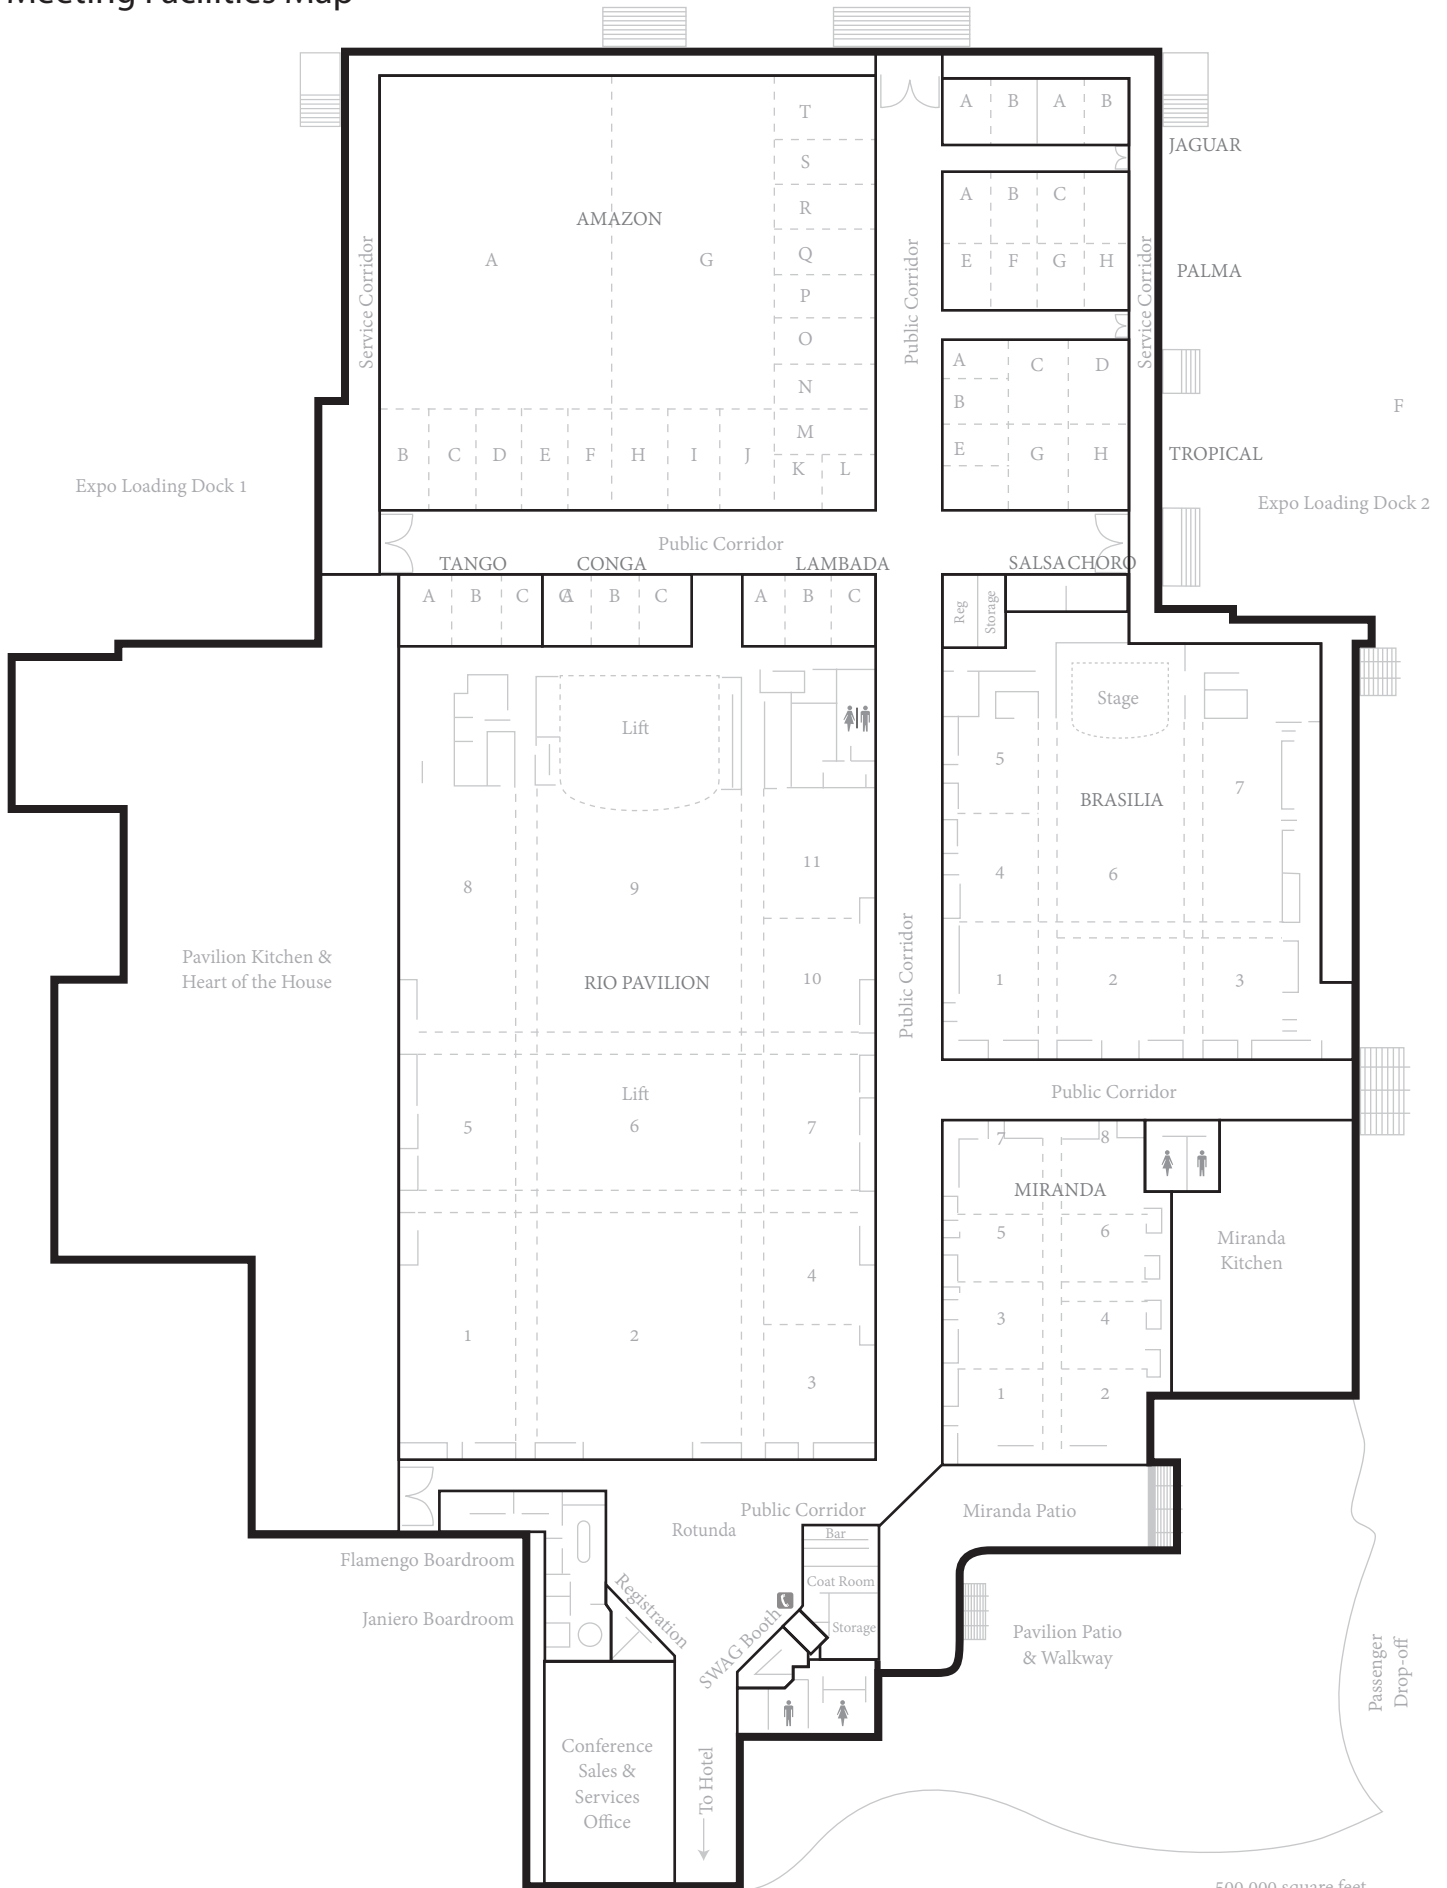 Meeting Facilities Map
T
A B A B
S
JAGUAR
R
A B C
AMAZON
Service Corridor
Public Corridor
Service Corridor
A
G
Q
E F G H
PALMA
P
O
A
C
D
N
B
F
M
B C D E F H I J
K L
E
G
H
TROPICAL
Expo Loading Dock 1
Expo Loading Dock 2
Public Corridor
TANGO
CONGA
LAMBADA
SALSA CHORO
A B C
C A B C
A B C
Reg
Storage
Lift
Stage
5
BRASILIA
7
11
8
9
4
6
Public Corridor
Pavilion Kitchen &
Heart of the House
RIO PAVILION
10
1
2
3
Lift
Public Corridor
5
6
7
7
8
MIRANDA
5
6
Miranda
Kitchen
4
3
4
1
2
3
1
2
Public Corridor
Miranda Patio
Rotunda
Bar
Flamengo Boardroom
Coat Room
Registration
Janiero Boardroom
SWAG Booth
Storage
Pavilion Patio
& Walkway
Passenger
Drop-off
Conference
Sales &
Services
Office
To Hotel
500,000 square feet